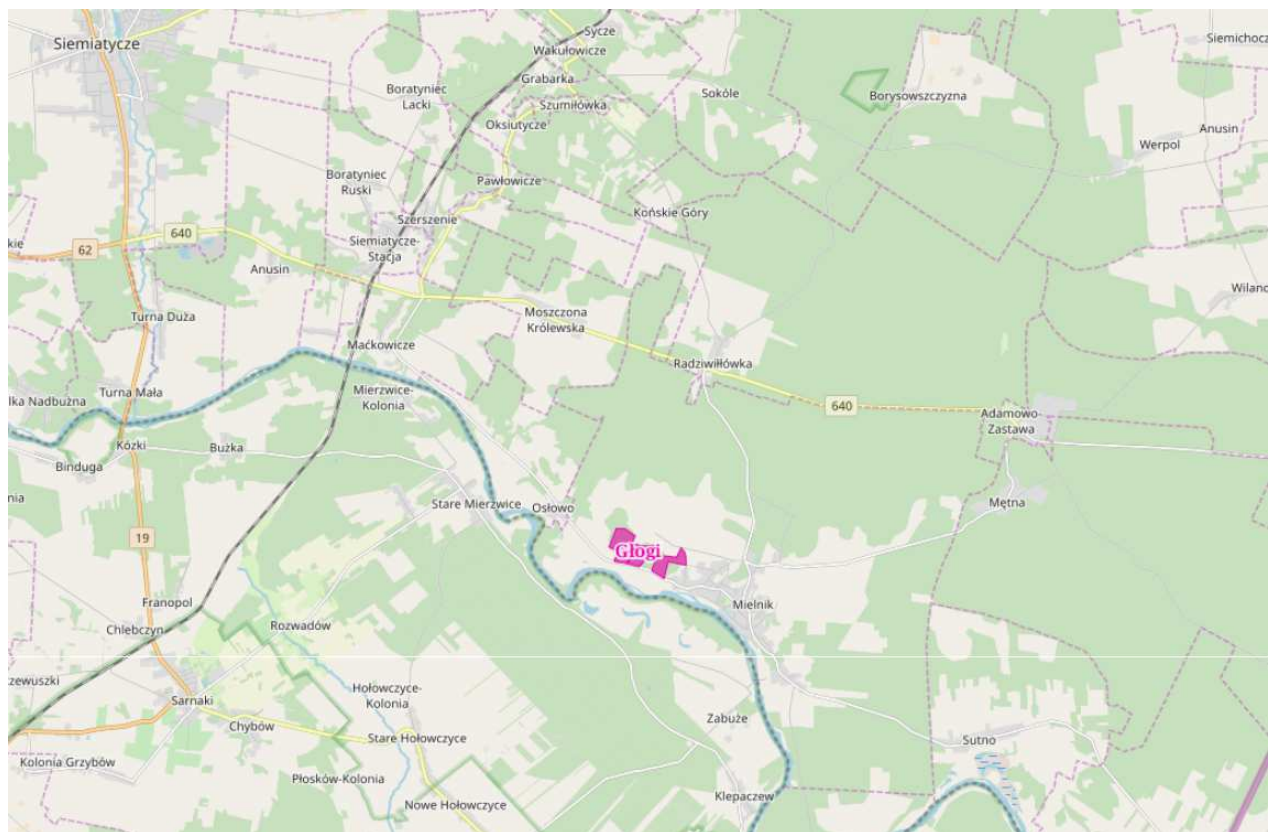 Sycze
Siemiatycze
Wakułowicze
Siemichocz
Grabarka
Boratyniec
Lacki
Sokóle
Borysowszczyzna
Szumiłówka
Oksiutycze
Anusin
Werpol
Boratyniec
Ruski
Pawłowicze
Końskie Góry
Szerszenie
640
62
Siemiatycze-
Stacja
Anusin
Wilano
Moszczona
Królewska
Turna Duża
Maćkowicze
Radziwiłłówka
Turna Mała
Mierzwice-
Kolonia
lka Nadbużna
640
Adamowo-
Zastawa
Kózki
Bużka
Binduga
nia
Stare Mierzwice
Osłowo
Mętna
19
Głogi
Franopol
Mielnik
Chlebczyn
Rozwadów
zewuszki
Sarnaki
Hołowczyce-
Kolonia
Chybów
Zabuże
Stare Hołowczyce
Sutno
Kolonia Grzybów
Płosków-Kolonia
Klepaczew
Nowe Hołowczyce